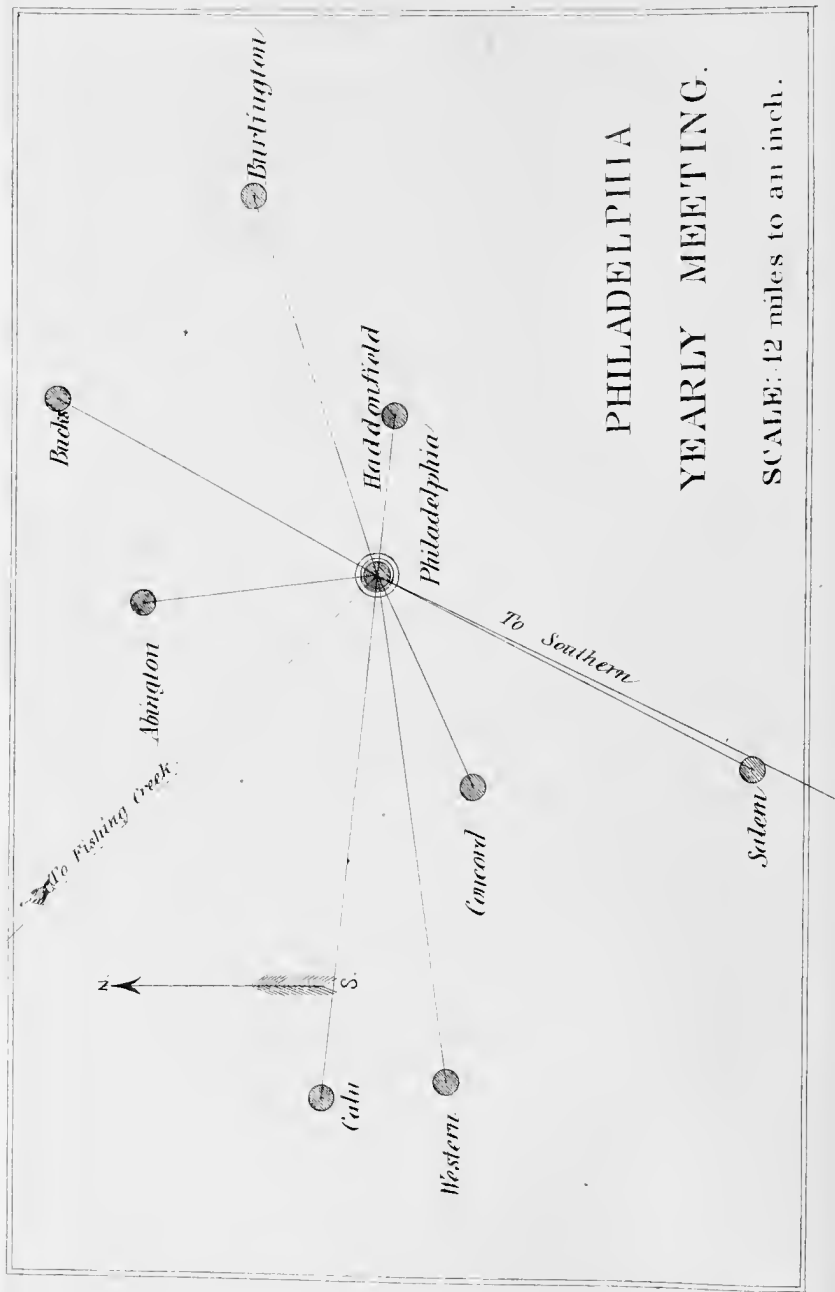 PHILADELPHIA
YEARLY MEETING.
SCALE: 12 miles to an inch.
Burlington
Bucks
Haddonfield
Philadelphia
Abington
To Fishing Creek
To Southern
N.
S.
Concord
Salem
Caln
Western